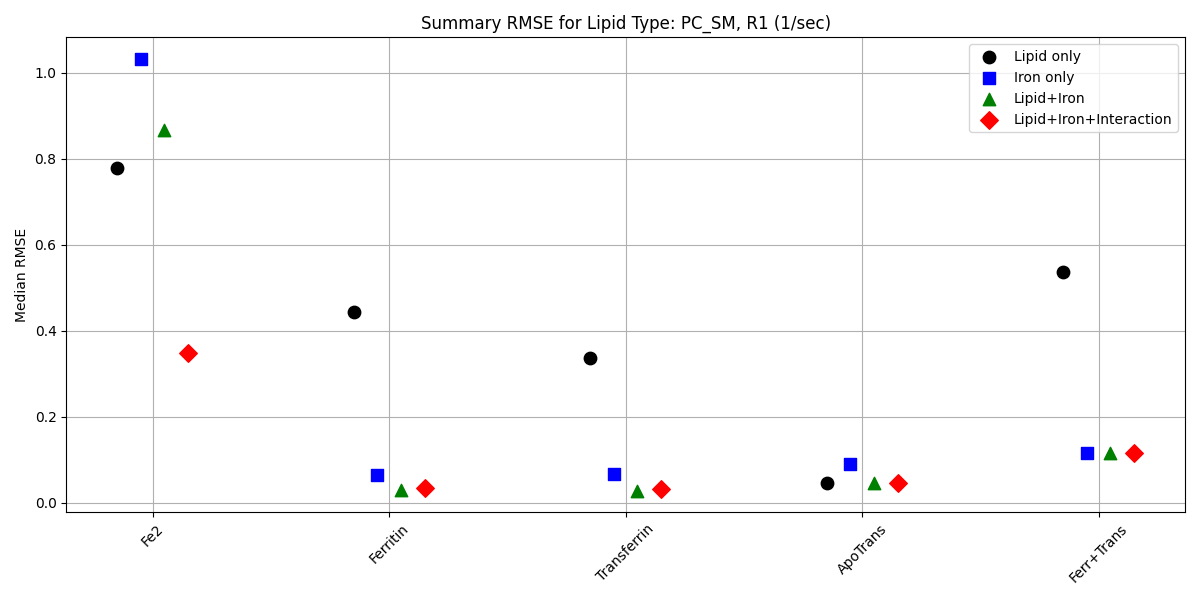 Summary RMSE for Lipid Type: PC_SM, R1 (1/sec)
Lipid only
Iron only
Lipid+Iron
Lipid+Iron+Interaction
Median RMSE
1.0
0.8
0.6
0.4
0.2
0.0
Fe2
Ferritin
Transferrin
ApoTrans
Ferr+Trans